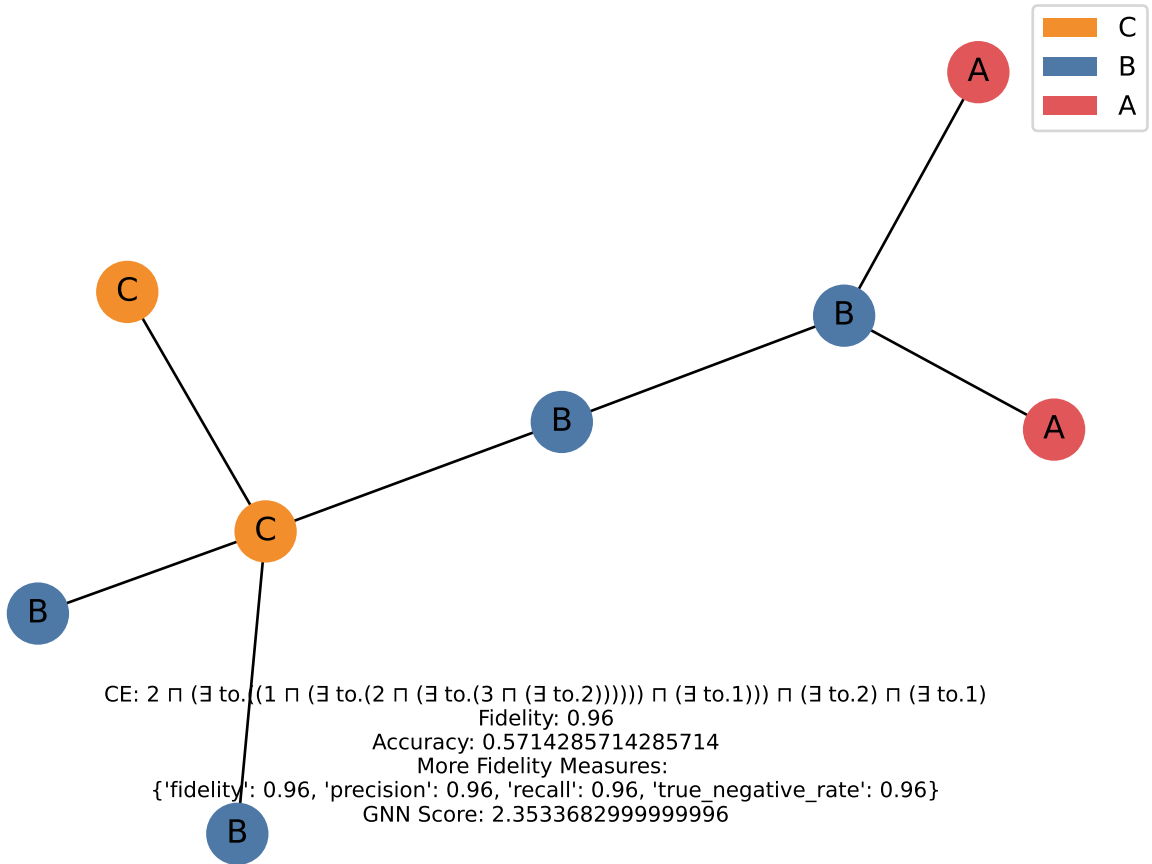 C
B
A
A
C
B
B
A
C
B
CE: 2 ⊓ (∃ to.((1 ⊓ (∃ to.(2 ⊓ (∃ to.(3 ⊓ (∃ to.2)))))) ⊓ (∃ to.1))) ⊓ (∃ to.2) ⊓ (∃ to.1)
Fidelity: 0.96
Accuracy: 0.5714285714285714
More Fidelity Measures:
{'fidelity': 0.96, 'precision': 0.96, 'recall': 0.96, 'true_negative_rate': 0.96}
GNN Score: 2.3533682999999996
B